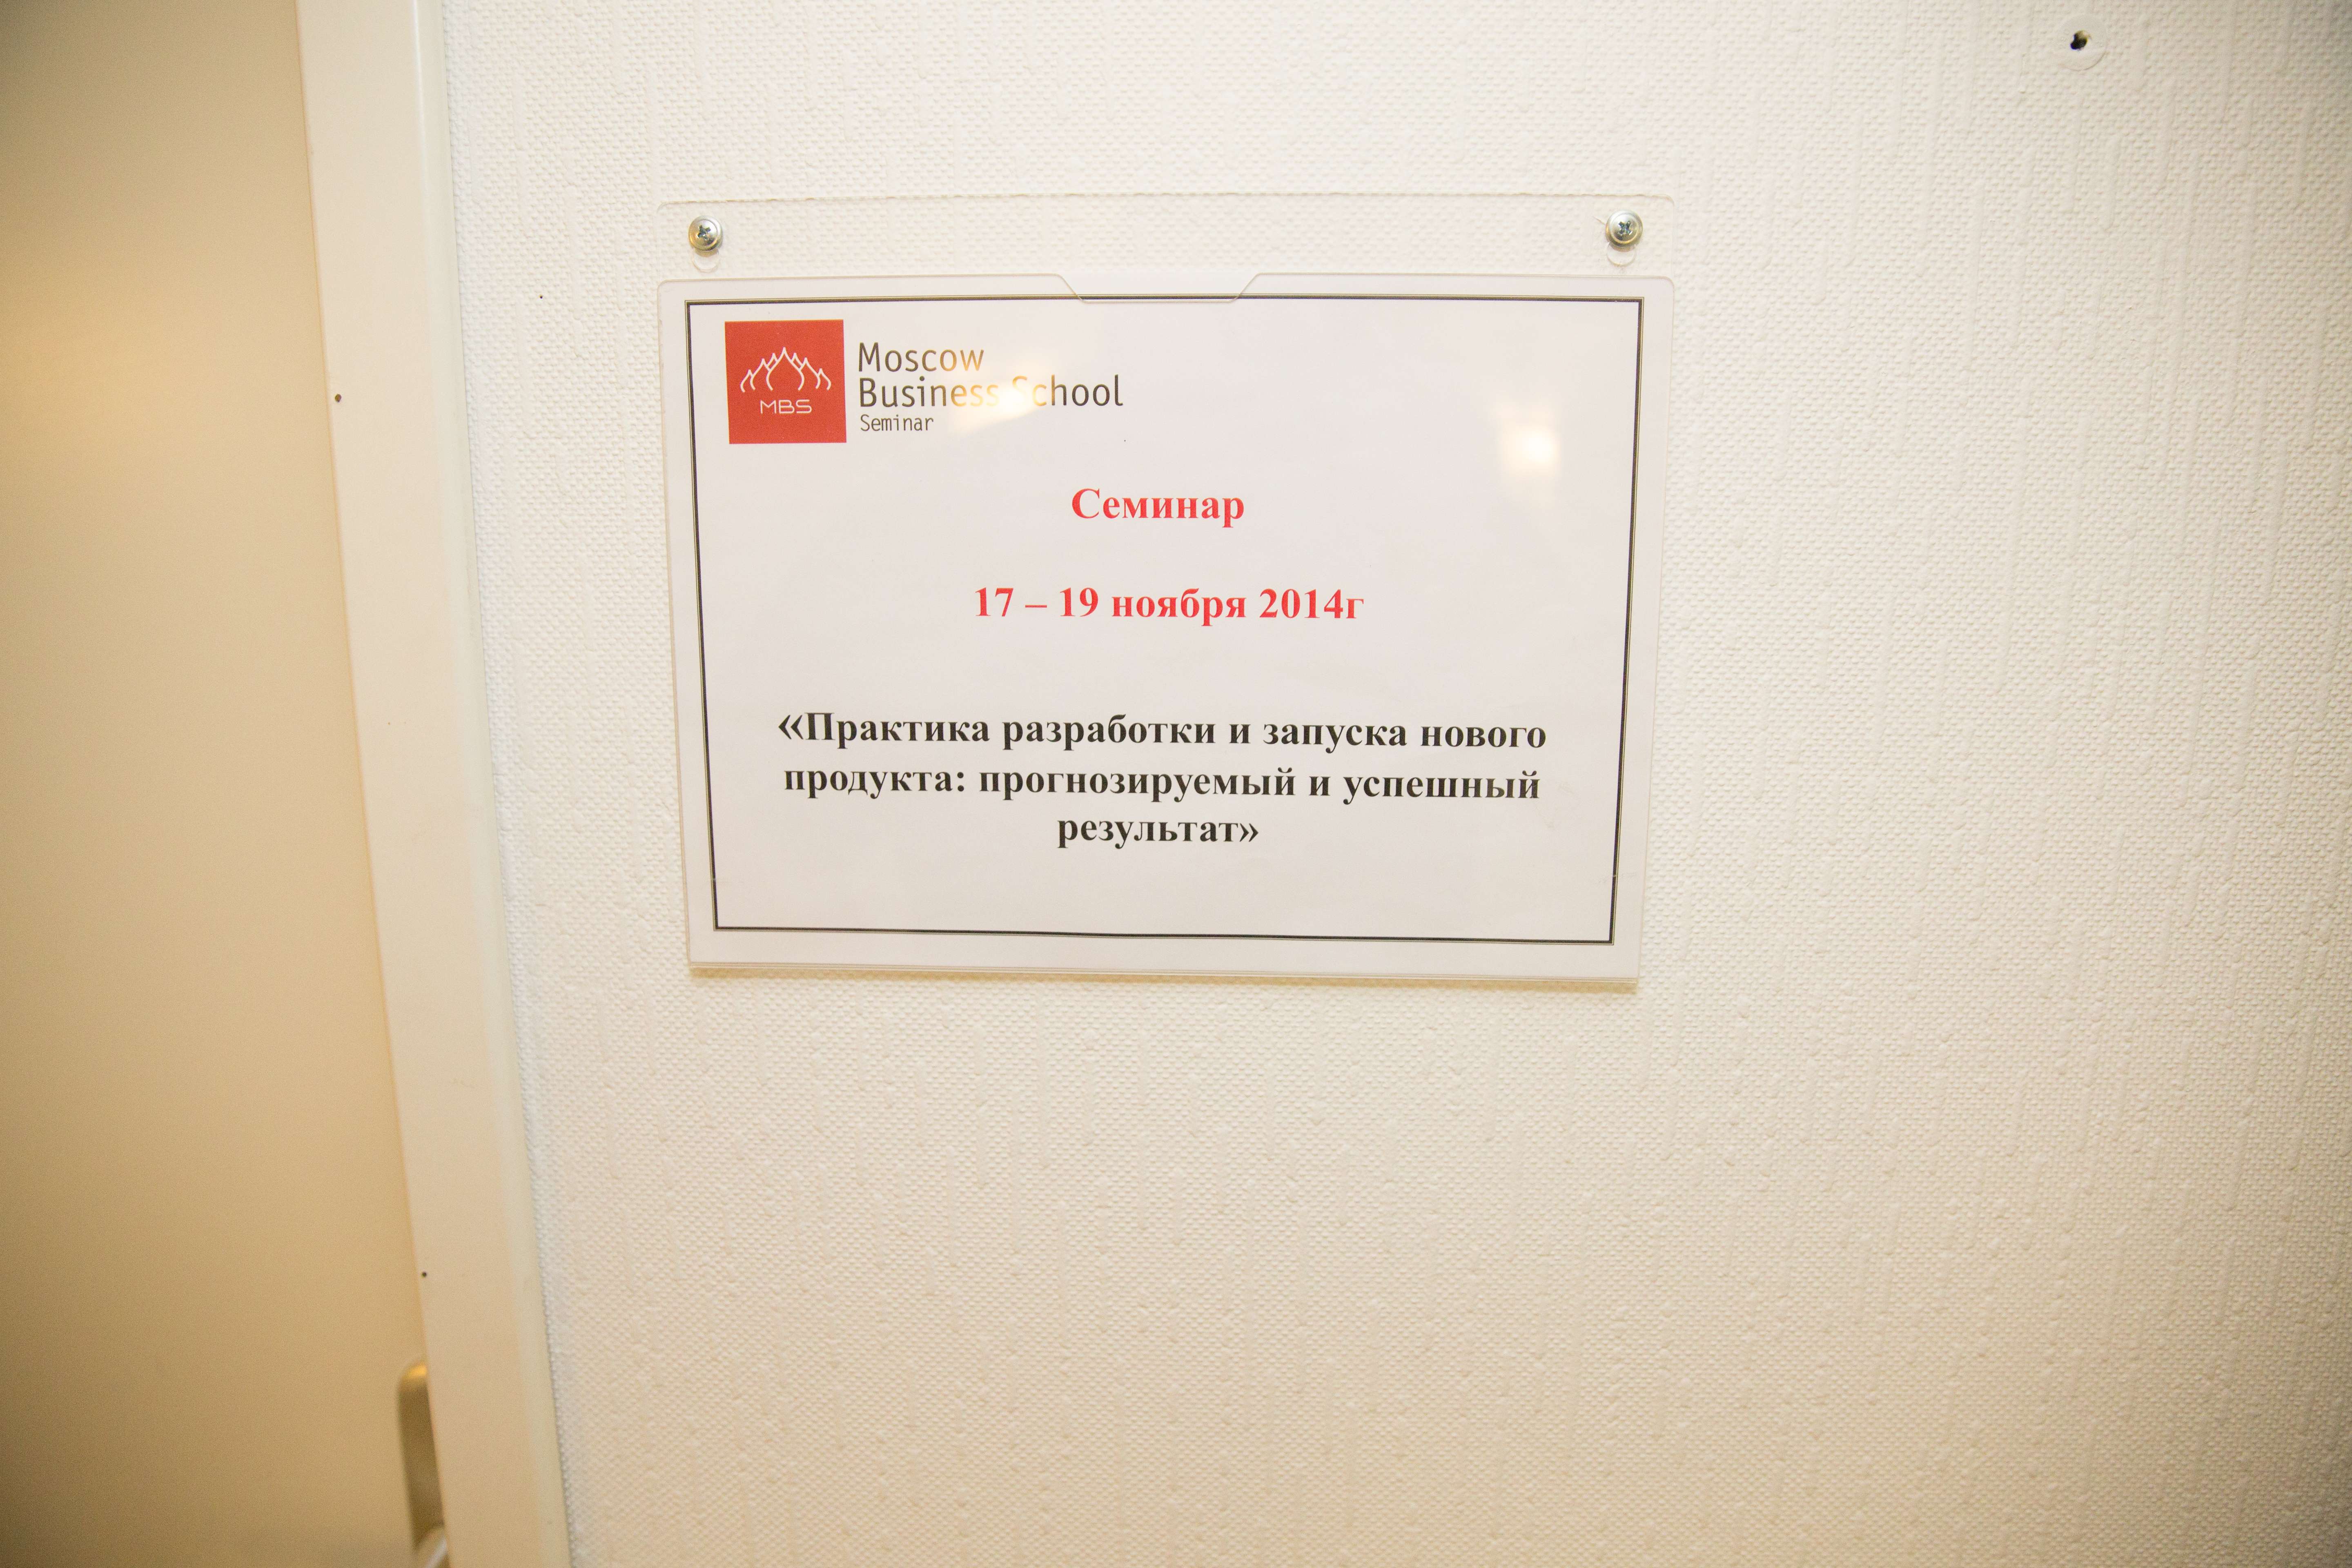 MBS
Moscow
Business School
Seminar
Семинар
17 – 19 ноября 2014г
«Практика разработки и запуска нового
продукта: прогнозируемый и успешный
результат»